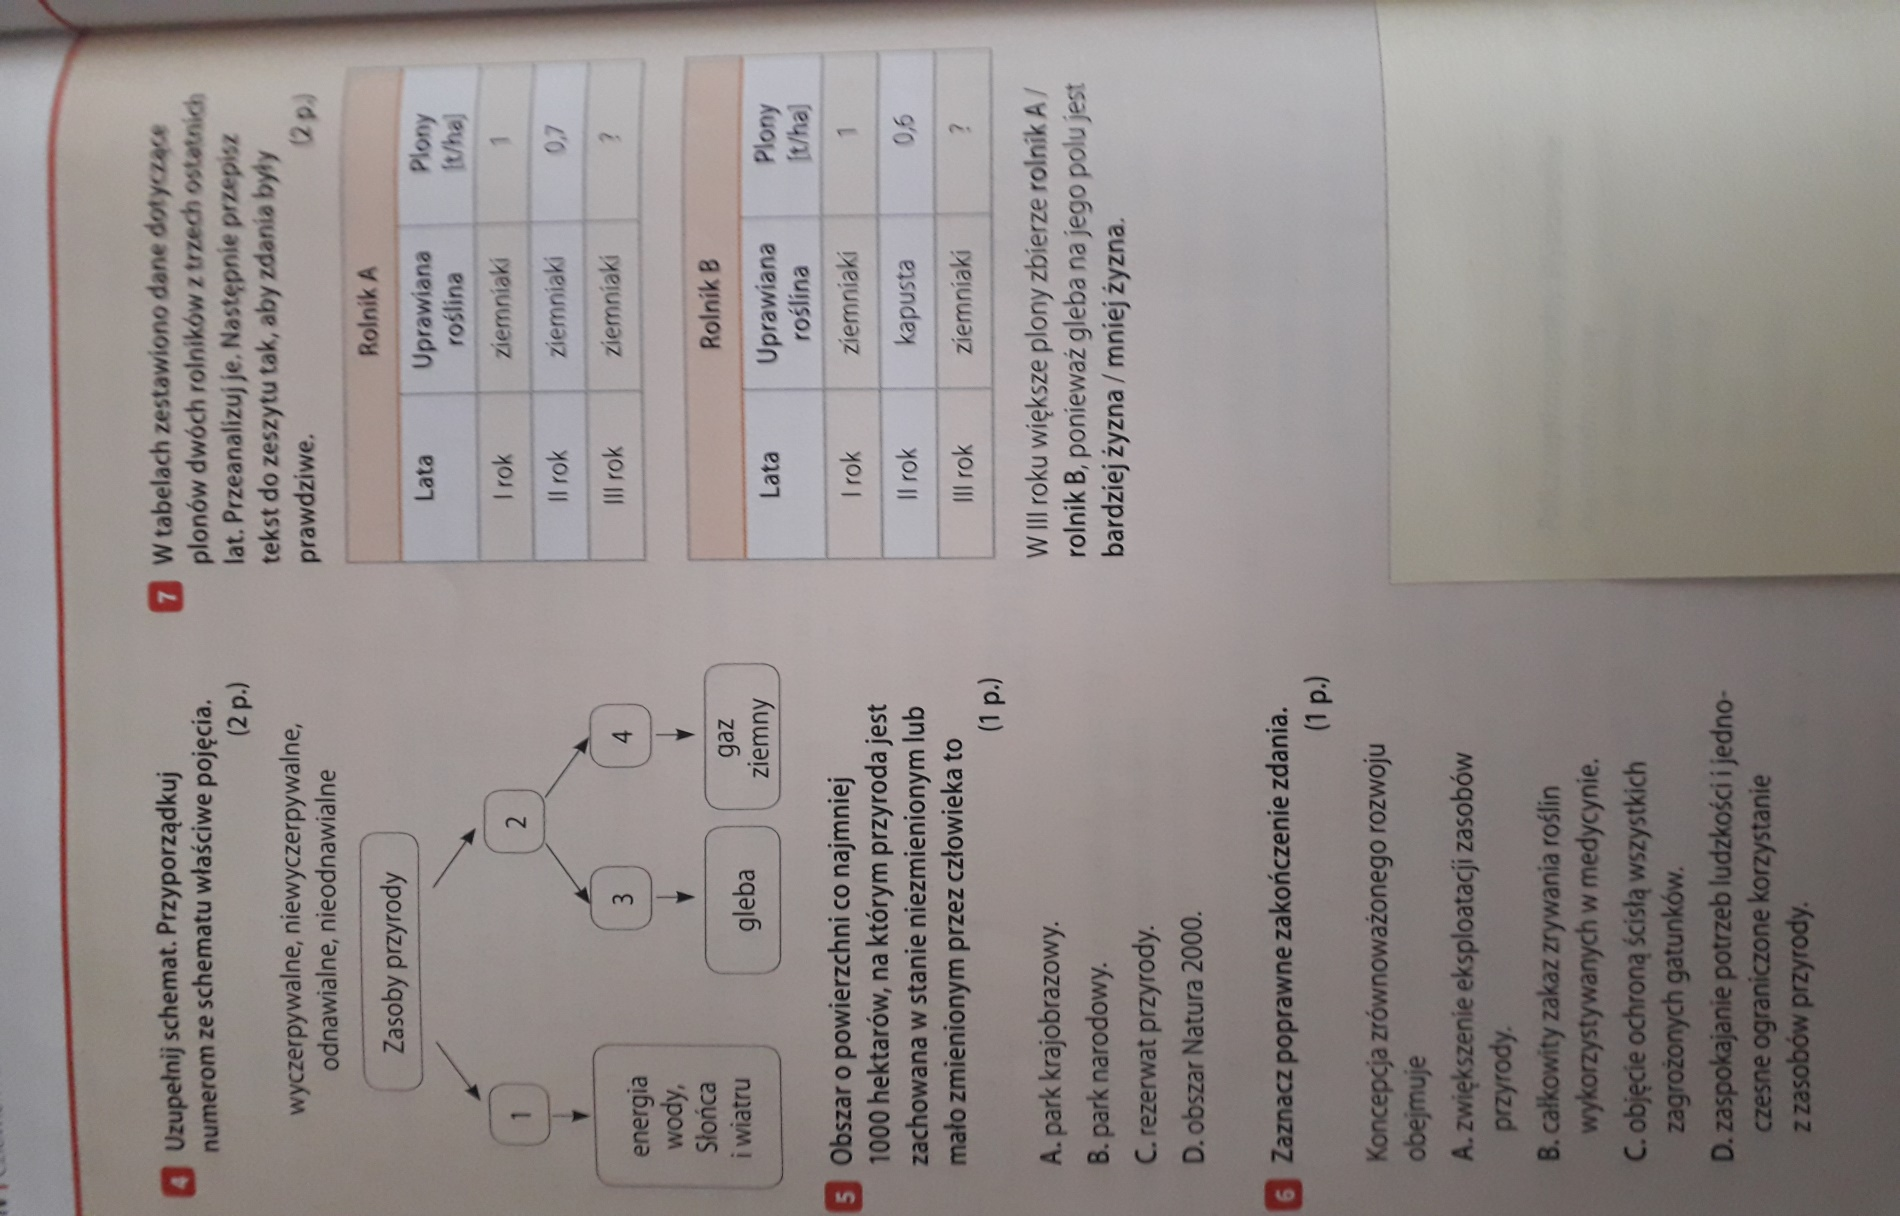 4 Uzupełnij schemat. Przyporządkuj
numerom ze schematu właściwe pojęcia.
(2 p.)
wyczerpywalne, niewyczerpywalne,
odnawialne, nieodnawialne
Zasoby przyrody
1
2
3
4
energia
wody,
Słońca
i wiatru
gleba
gaz
ziemny
5 Obszar o powierzchni co najmniej
1000 hektarów, na którym przyroda jest
zachowana w stanie niezmienionym lub
mało zmienionym przez człowieka to
(1 p.)
A. park krajobrazowy.
B. park narodowy.
C. rezerwat przyrody.
D. obszar Natura 2000.
6 Zaznacz poprawne zakończenie zdania.
(1 p.)
Koncepcja zrównoważonego rozwoju
obejmuje
A. zwiększenie eksploatacji zasobów
przyrody.
B. całkowity zakaz zrywania roślin
wykorzystywanych w medycynie.
C. objęcie ochroną ścisłą wszystkich
zagrożonych gatunków.
D. zaspokajanie potrzeb ludzkości i jedno-
czesne ograniczone korzystanie
z zasobów przyrody.
7 W tabelach zestawiono dane dotyczące
plonów dwóch rolników z trzech ostatnich
lat. Przeanalizuj je. Następnie przepisz
tekst do zeszytu tak, aby zdania były
prawdziwe. (2 p.)
Rolnik A
Lata Uprawiana roślina Plony [t/ha]
I rok ziemniaki 1
II rok ziemniaki 0,7
III rok ziemniaki ?
Rolnik B
Lata Uprawiana roślina Plony [t/ha]
I rok ziemniaki 1
II rok kapusta 0,6
III rok ziemniaki ?
W III roku większe plony zbierze rolnik A /
rolnik B, ponieważ gleba na jego polu jest
bardziej żyzna / mniej żyzna.